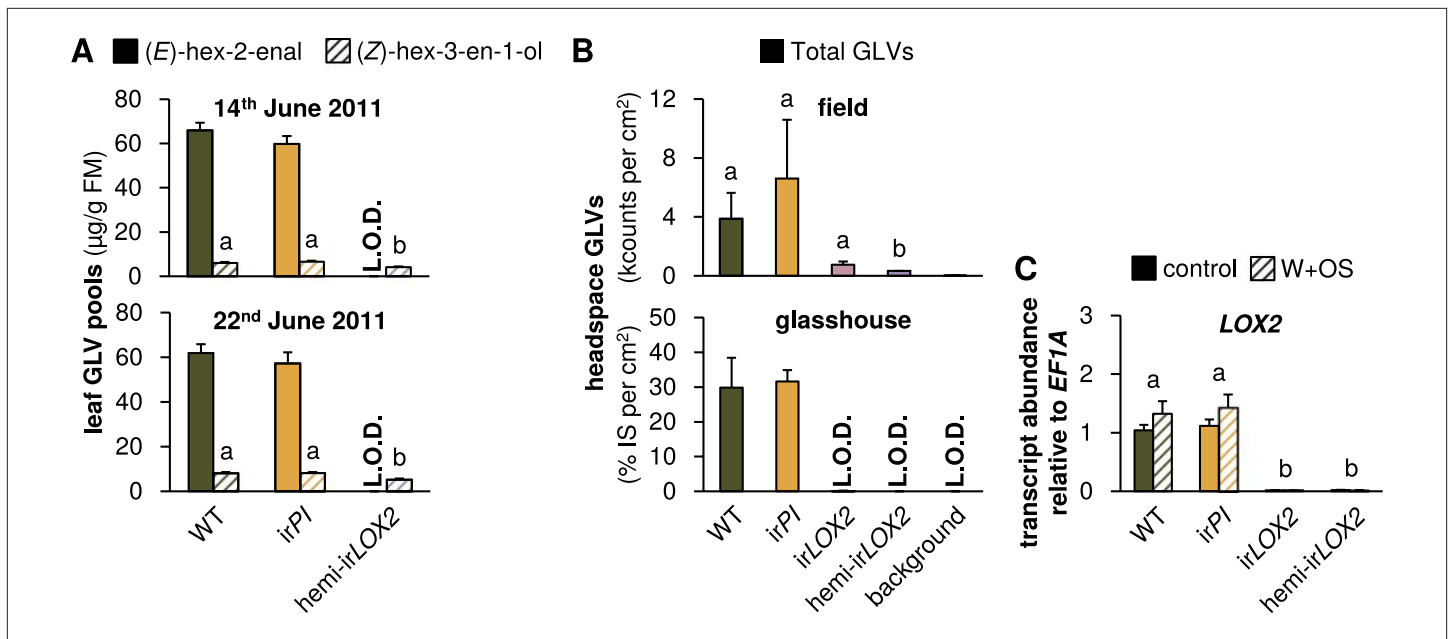 A (E)-hex-2-enal (Z)-hex-3-en-1-ol
leaf GLV pools (µg/g FM)
14th June 2011
80
60
40
20
0
a
a
L.O.D.
b
22nd June 2011
80
60
40
20
0
a
a
L.O.D.
b
WT
irPI
hemi-irLOX2
B Total GLVs
headspace GLVs
(kcounts per cm²)
field
12
8
4
0
a
a
a
b
(% IS per cm²)
glasshouse
50
40
30
20
10
0
L.O.D.
L.O.D.
L.O.D.
WT
irPI
irLOX2
hemi-irLOX2
background
C control W+OS
transcript abundance
relative to EF1A
LOX2
3
2
1
0
a
a
b
b
WT
irPI
irLOX2
hemi-irLOX2